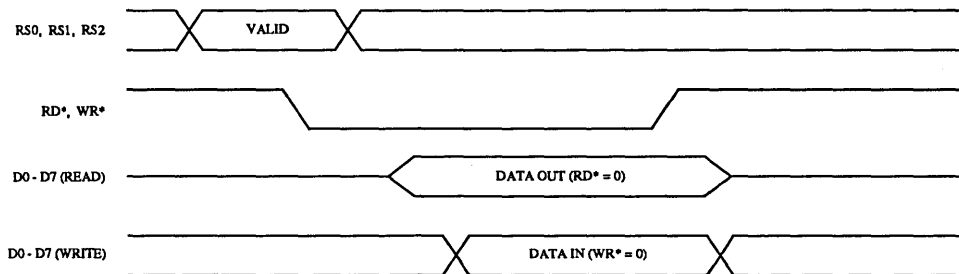 RS0, RS1, RS2 VALID
RD*, WR*
D0 - D7 (READ) DATA OUT (RD* = 0)
D0 - D7 (WRITE) DATA IN (WR* = 0)